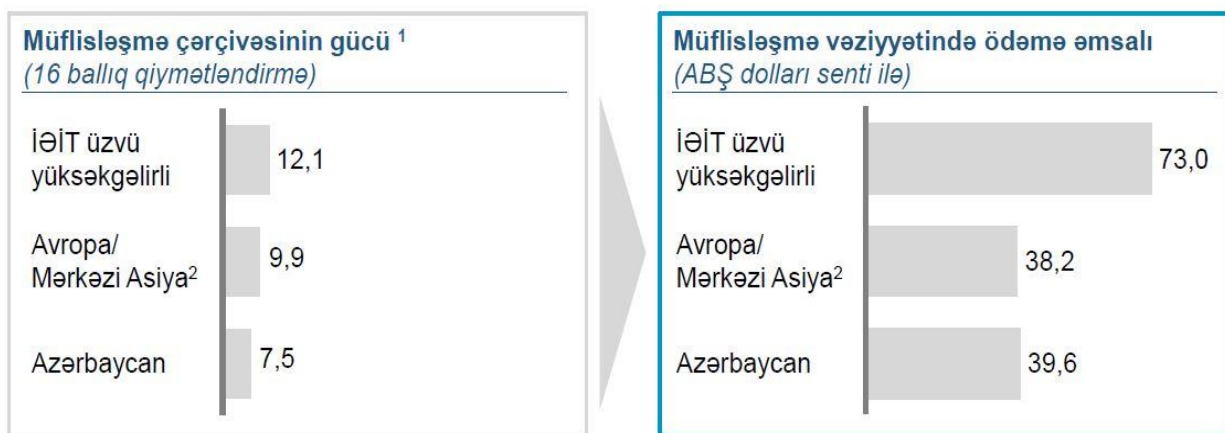 Müflisləşmə çərçivəsinin gücü ¹
(16 ballıq qiymətləndirmə)
İƏİT üzvü
yüksəkgəlirli
12,1
Avropa/
Mərkəzi Asiya²
9,9
Azərbaycan
7,5
Müflisləşmə vəziyyətində ödəmə əmsalı
(ABŞ dolları senti ilə)
İƏİT üzvü
yüksəkgəlirli
73,0
Avropa/
Mərkəzi Asiya²
38,2
Azərbaycan
39,6